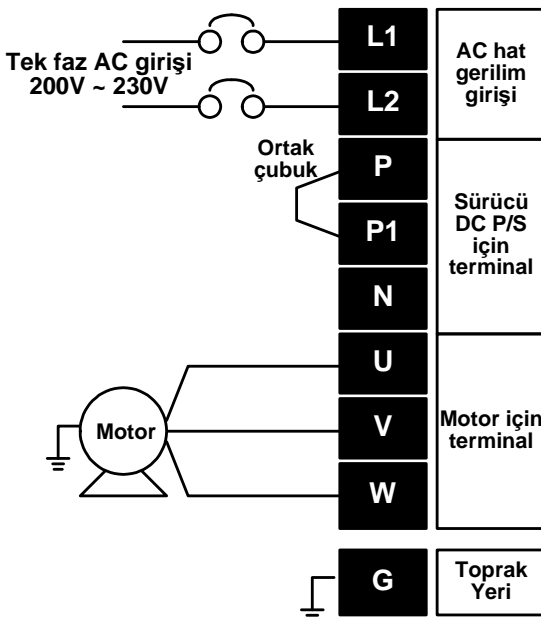 Tek faz AC girişi
200V ~ 230V
L1
L2
AC hat
gerilim
girişi
Ortak
çubuk
P
P1
N
Sürücü
DC P/S
için
terminal
Motor
U
V
W
Motor için
terminal
G
Toprak
Yeri